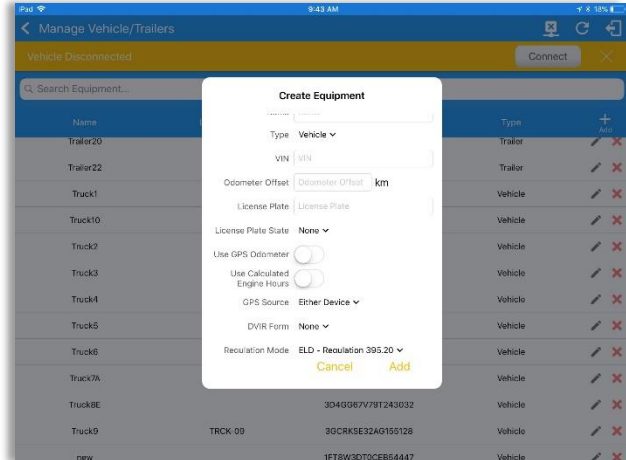 iPad 9:43 AM 18%
Manage Vehicle/Trailers
Vehicle Disconnected Connect
Search Equipment...
Create Equipment
Name Type
Add
Type Vehicle
VIN VIN
Odometer Offset Odometer Offset km
License Plate License Plate
License Plate State None
Use GPS Odometer
Use Calculated
Engine Hours
GPS Source Either Device
DVIR Form None
Regulation Mode ELD - Regulation 395.20
Cancel Add
Trailer20 Trailer
Trailer22 Trailer
Truck1 Vehicle
Truck10 Vehicle
Truck2 Vehicle
Truck3 Vehicle
Truck4 Vehicle
Truck5 Vehicle
Truck6 Vehicle
Truck7A Vehicle
Truck8E 3D4GG67V79T243032 Vehicle
Truck9 TRCK-09 3GCRKSE32AG155128 Vehicle
new 1FT8W3DT0CEB54447 Vehicle